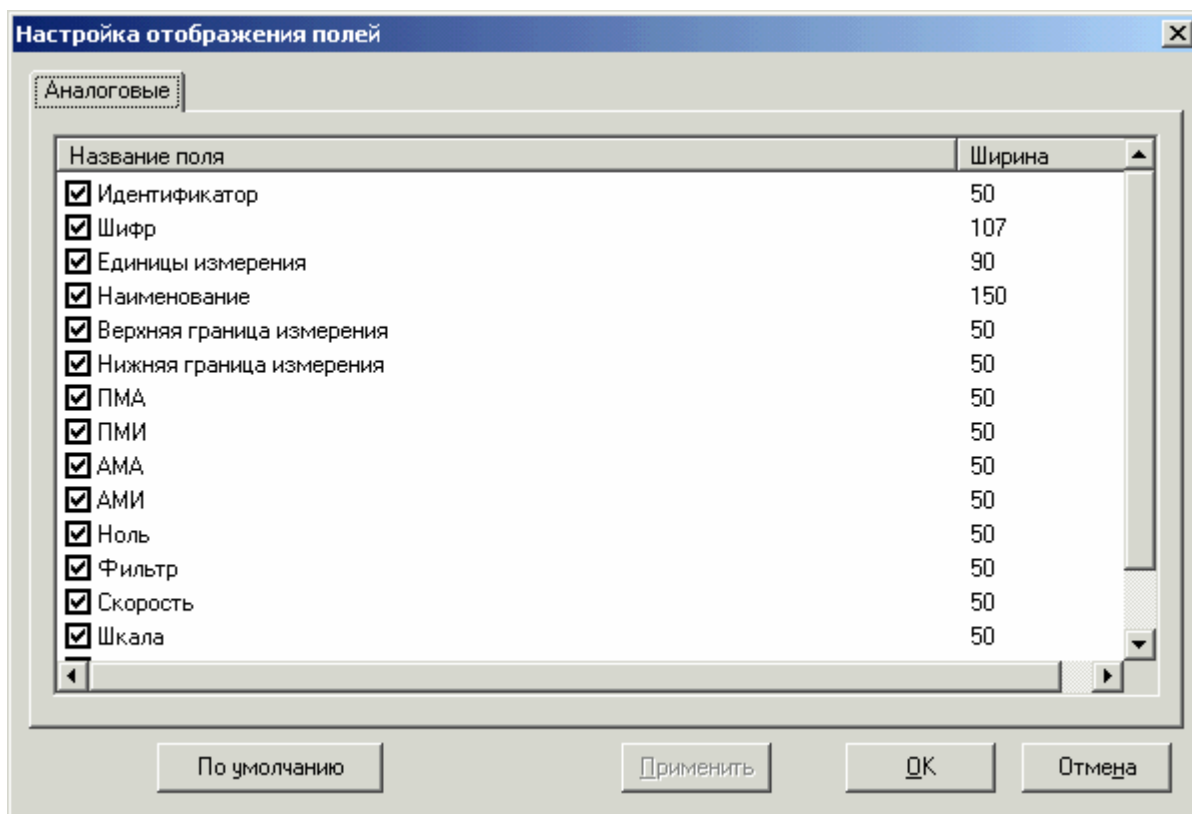 Настройка отображения полей
Аналоговые
Название поля Ширина
Идентификатор 50
Шифр 107
Единицы измерения 90
Наименование 150
Верхняя граница измерения 50
Нижняя граница измерения 50
ПМА 50
ПМИ 50
АМА 50
АМИ 50
Ноль 50
Фильтр 50
Скорость 50
Шкала 50
По умолчанию Применить OK Отмена